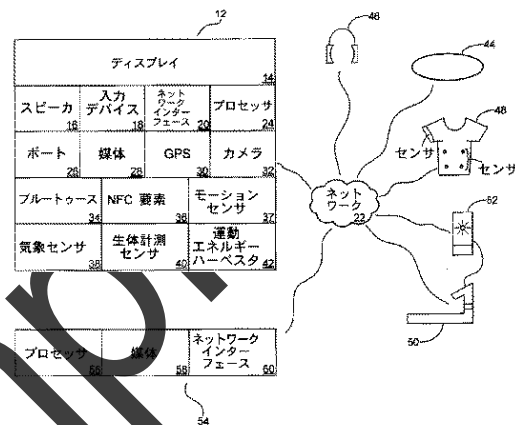 12
ディスプレイ
14
スピーカ
16
入力
デバイス
18
ネット
ワーク
インター
フェース
20
プロセッサ
24
ポート
26
媒体
28
GPS
30
カメラ
32
ブルートゥース
34
NFC 要素
36
モーション
センサ
37
気象センサ
38
生体計測
センサ
40
運動
エネルギー
ハーベスタ
42
46
44
48
センサ
センサ
ネット
ワーク
22
52
50
プロセッサ
56
媒体
58
ネットワーク
インター
フェース
60
54